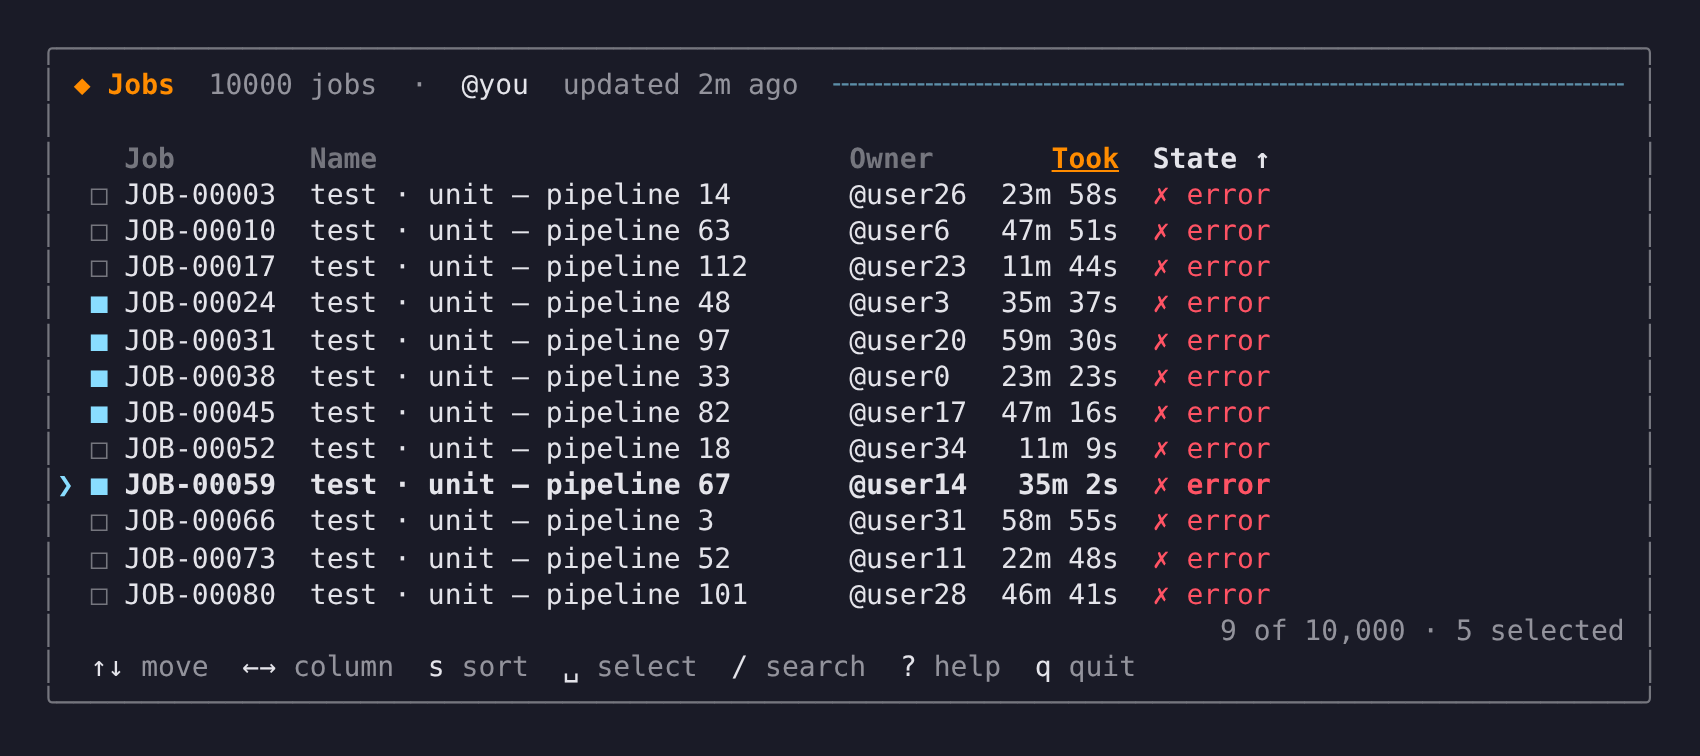 ◆ Jobs  10000 jobs  ·  @you  updated 2m ago
Job  Name  Owner  Took  State ↑
□ JOB-00003  test · unit — pipeline 14  @user26  23m 58s  ✗ error
□ JOB-00010  test · unit — pipeline 63  @user6  47m 51s  ✗ error
□ JOB-00017  test · unit — pipeline 112  @user23  11m 44s  ✗ error
■ JOB-00024  test · unit — pipeline 48  @user3  35m 37s  ✗ error
■ JOB-00031  test · unit — pipeline 97  @user20  59m 30s  ✗ error
■ JOB-00038  test · unit — pipeline 33  @user0  23m 23s  ✗ error
■ JOB-00045  test · unit — pipeline 82  @user17  47m 16s  ✗ error
□ JOB-00052  test · unit — pipeline 18  @user34  11m 9s  ✗ error
❯ ■ JOB-00059  test · unit — pipeline 67  @user14  35m 2s  ✗ error
□ JOB-00066  test · unit — pipeline 3  @user31  58m 55s  ✗ error
□ JOB-00073  test · unit — pipeline 52  @user11  22m 48s  ✗ error
□ JOB-00080  test · unit — pipeline 101  @user28  46m 41s  ✗ error
9 of 10,000 · 5 selected
↑↓ move  ←→ column  s sort  ␣ select  / search  ? help  q quit